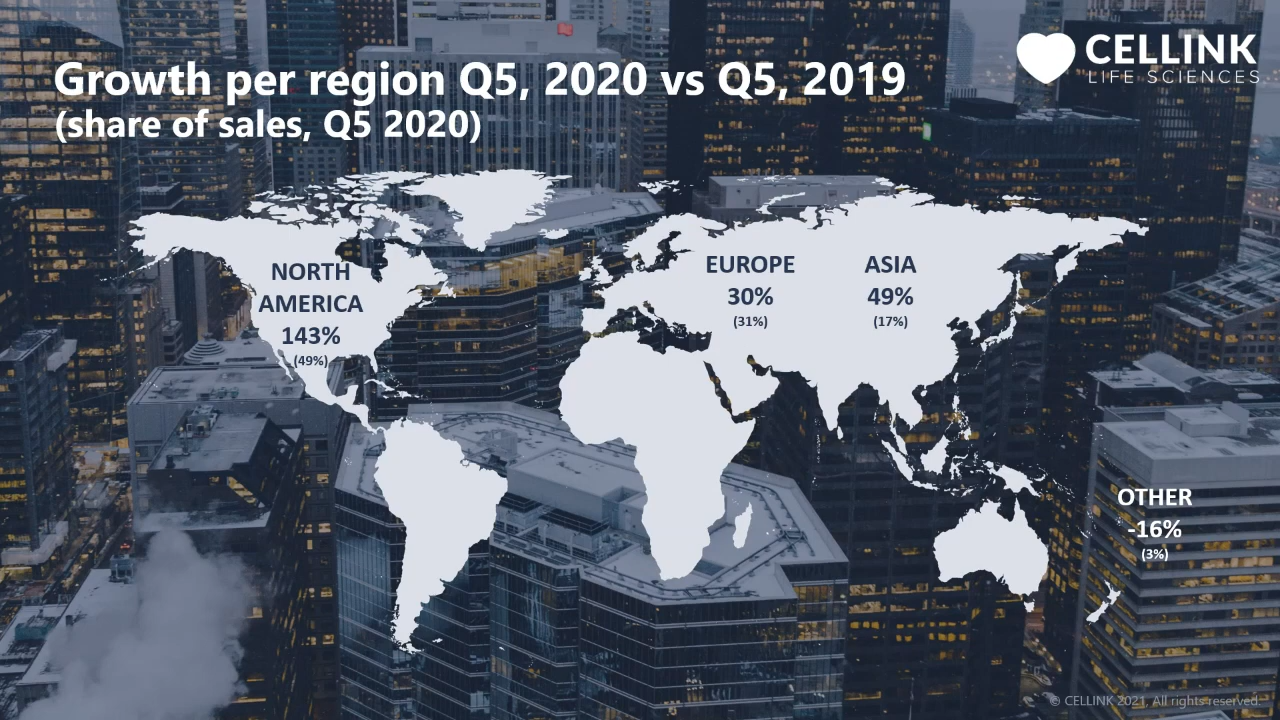 Growth per region Q5, 2020 vs Q5, 2019
(share of sales, Q5 2020)
CELLINK
LIFE SCIENCES
NORTH
AMERICA
143%
(49%)
EUROPE
30%
(31%)
ASIA
49%
(17%)
OTHER
-16%
(3%)
© CELLINK 2021, All rights reserved.